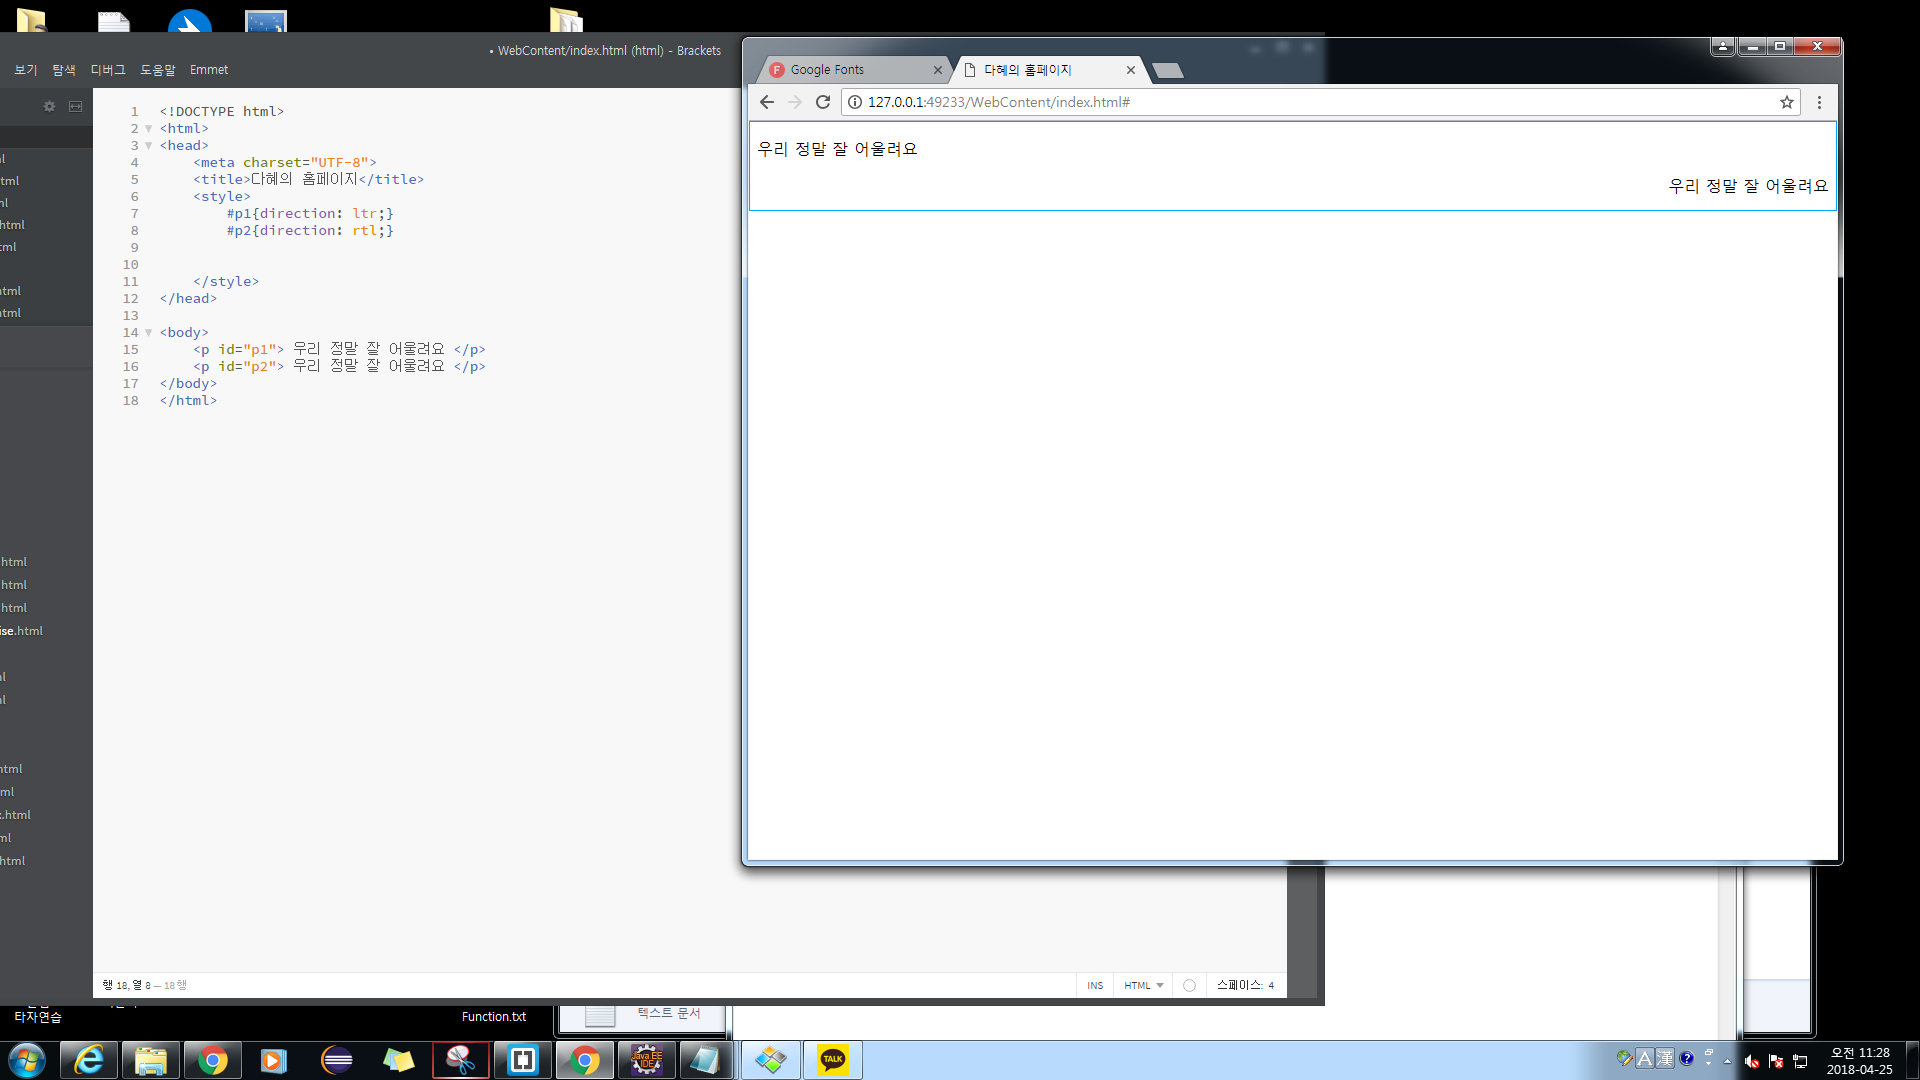 • WebContent/index.html (html) - Brackets
보기 탐색 디버그 도움말 Emmet
1 <!DOCTYPE html>
2 <html>
3 <head>
4 <meta charset="UTF-8">
5 <title>다혜의 홈페이지</title>
6 <style>
7 #p1{direction: ltr;}
8 #p2{direction: rtl;}
9
10
11 </style>
12 </head>
13
14 <body>
15 <p id="p1"> 우리 정말 잘 어울려요 </p>
16 <p id="p2"> 우리 정말 잘 어울려요 </p>
17 </body>
18 </html>
html
html
html
ise.html
html
.html
html
행 18, 열 8 — 18 행
INS HTML 스페이스: 4
Google Fonts
다혜의 홈페이지
127.0.0.1:49233/WebContent/index.html#
우리 정말 잘 어울려요
우리 정말 잘 어울려요
타자연습
Function.txt
텍스트 문서
Java EE
IDE
TALK
A 漢 ?
오전 11:28
2018-04-25